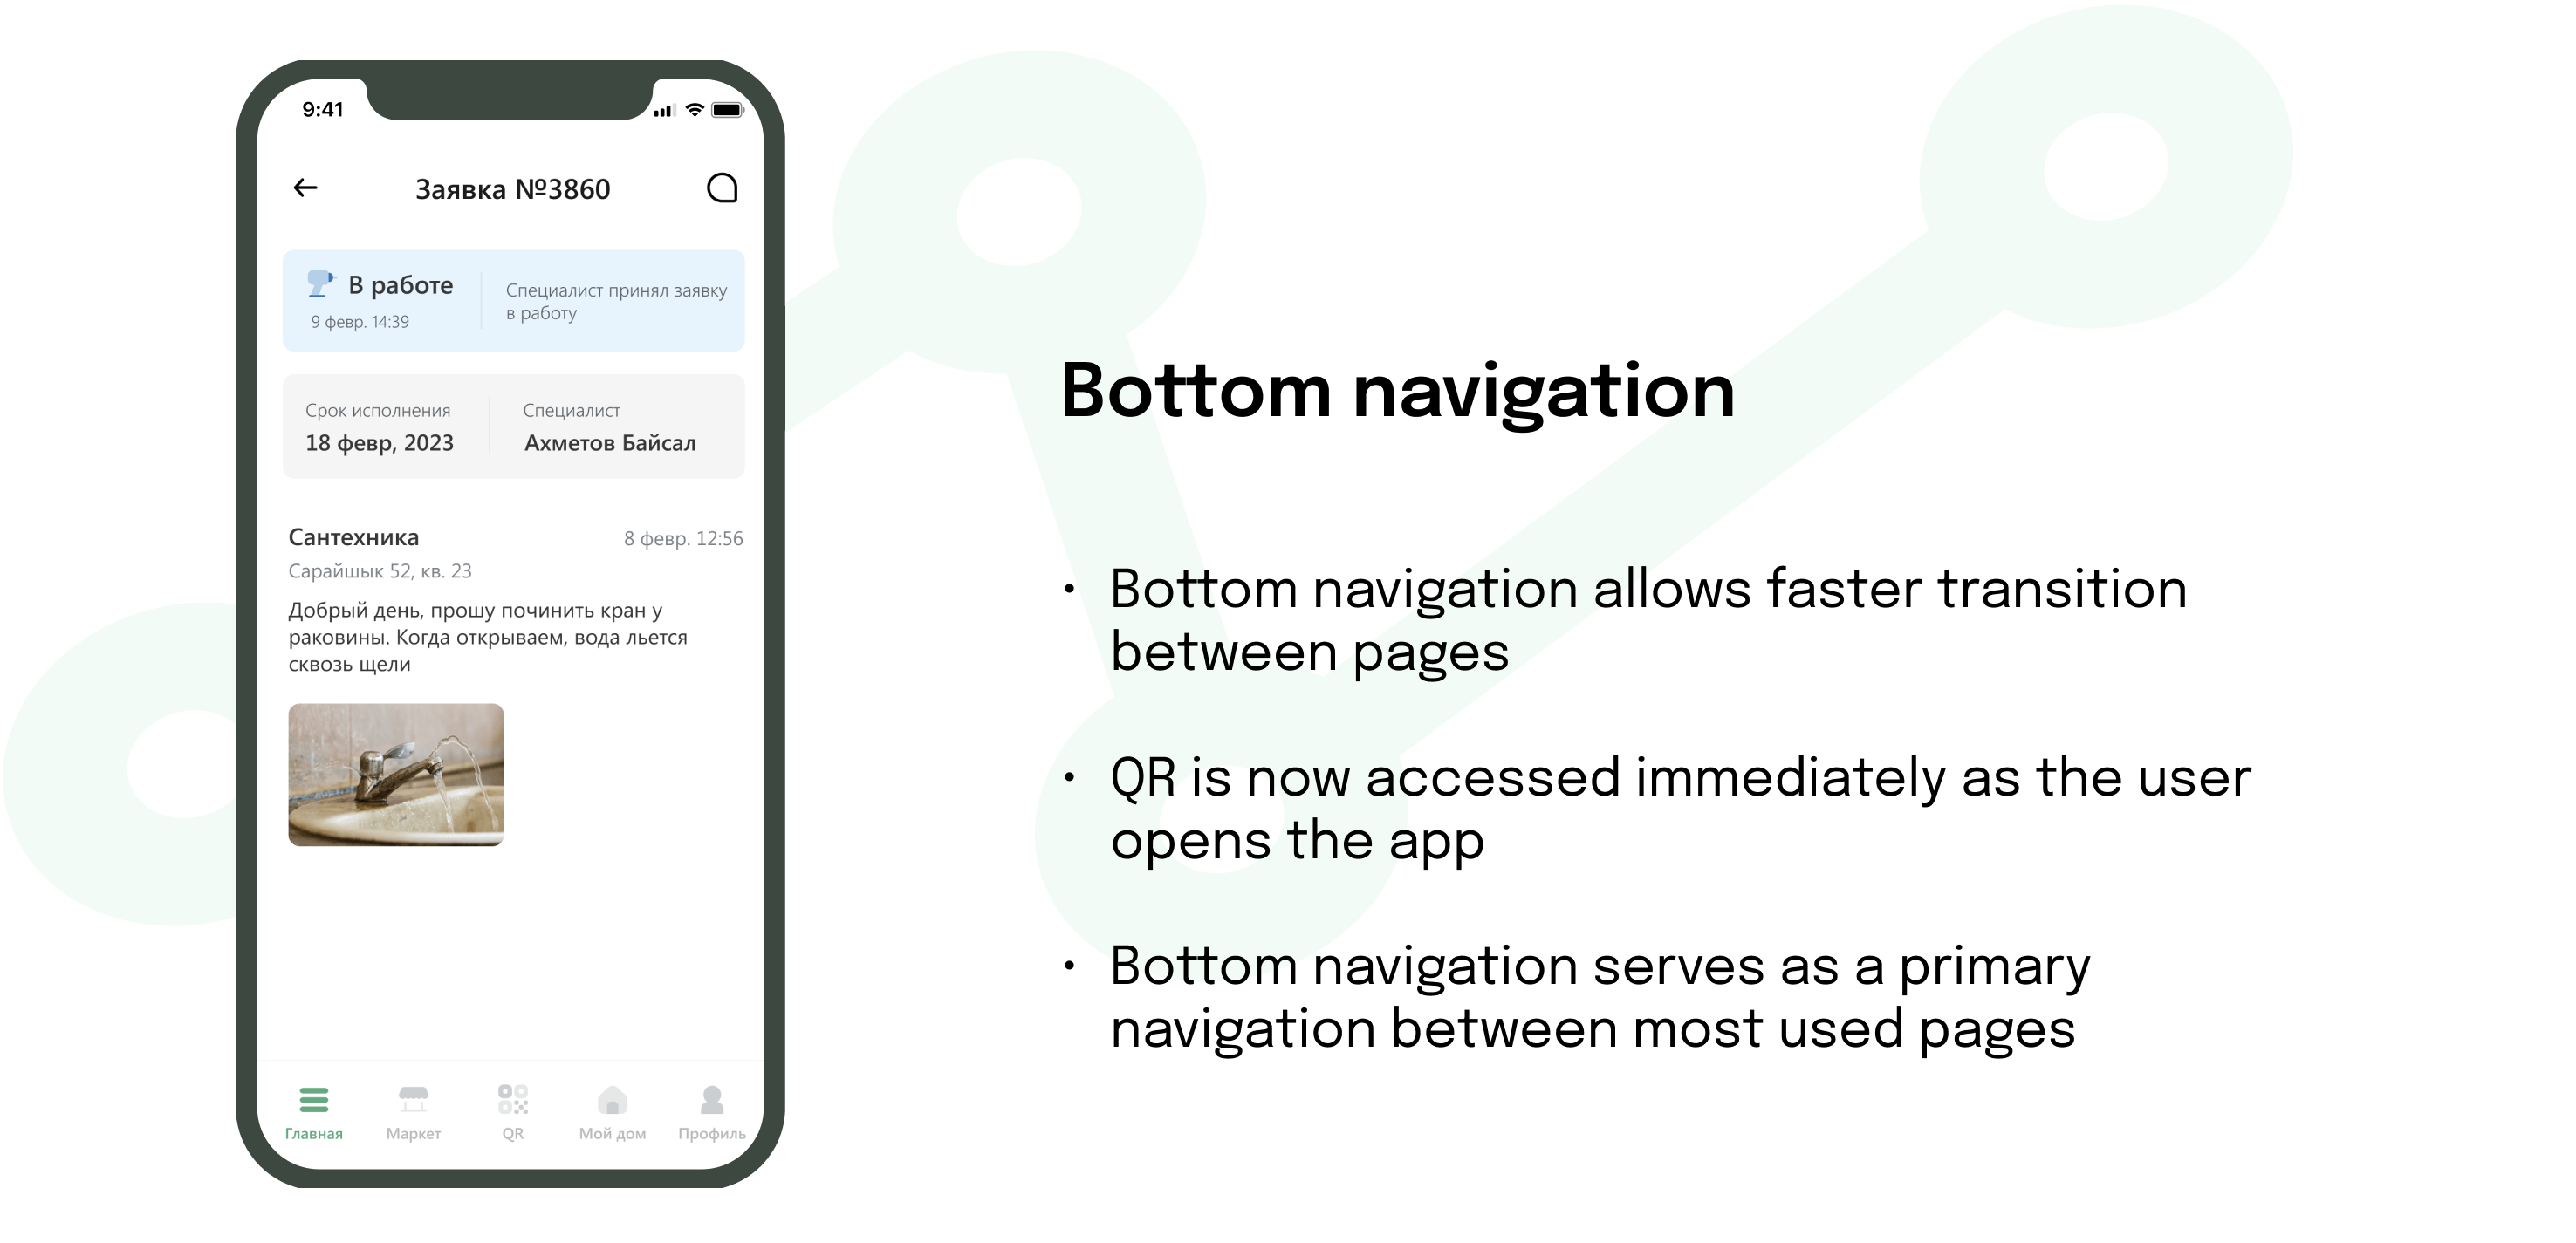 9:41
Заявка №3860
В работе
9 февр. 14:39
Специалист принял заявку
в работу
Срок исполнения
18 февр, 2023
Специалист
Ахметов Байсал
Сантехника
8 февр. 12:56
Сарайшык 52, кв. 23
Добрый день, прошу починить кран у
раковины. Когда открываем, вода льется
сквозь щели
Главная
Маркет
QR
Мой дом
Профиль
Bottom navigation
• Bottom navigation allows faster transition
between pages
• QR is now accessed immediately as the user
opens the app
• Bottom navigation serves as a primary
navigation between most used pages